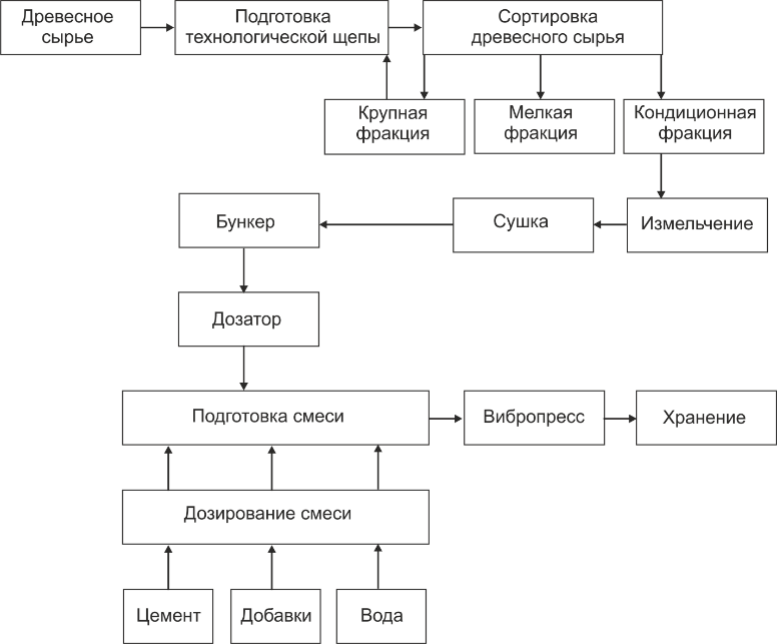 Древесное
сырье
Подготовка
технологической щепы
Сортировка
древесного сырья
Крупная
фракция
Мелкая
фракция
Кондиционная
фракция
Бункер
Сушка
Измельчение
Дозатор
Подготовка смеси
Вибропресс
Хранение
Дозирование смеси
Цемент
Добавки
Вода